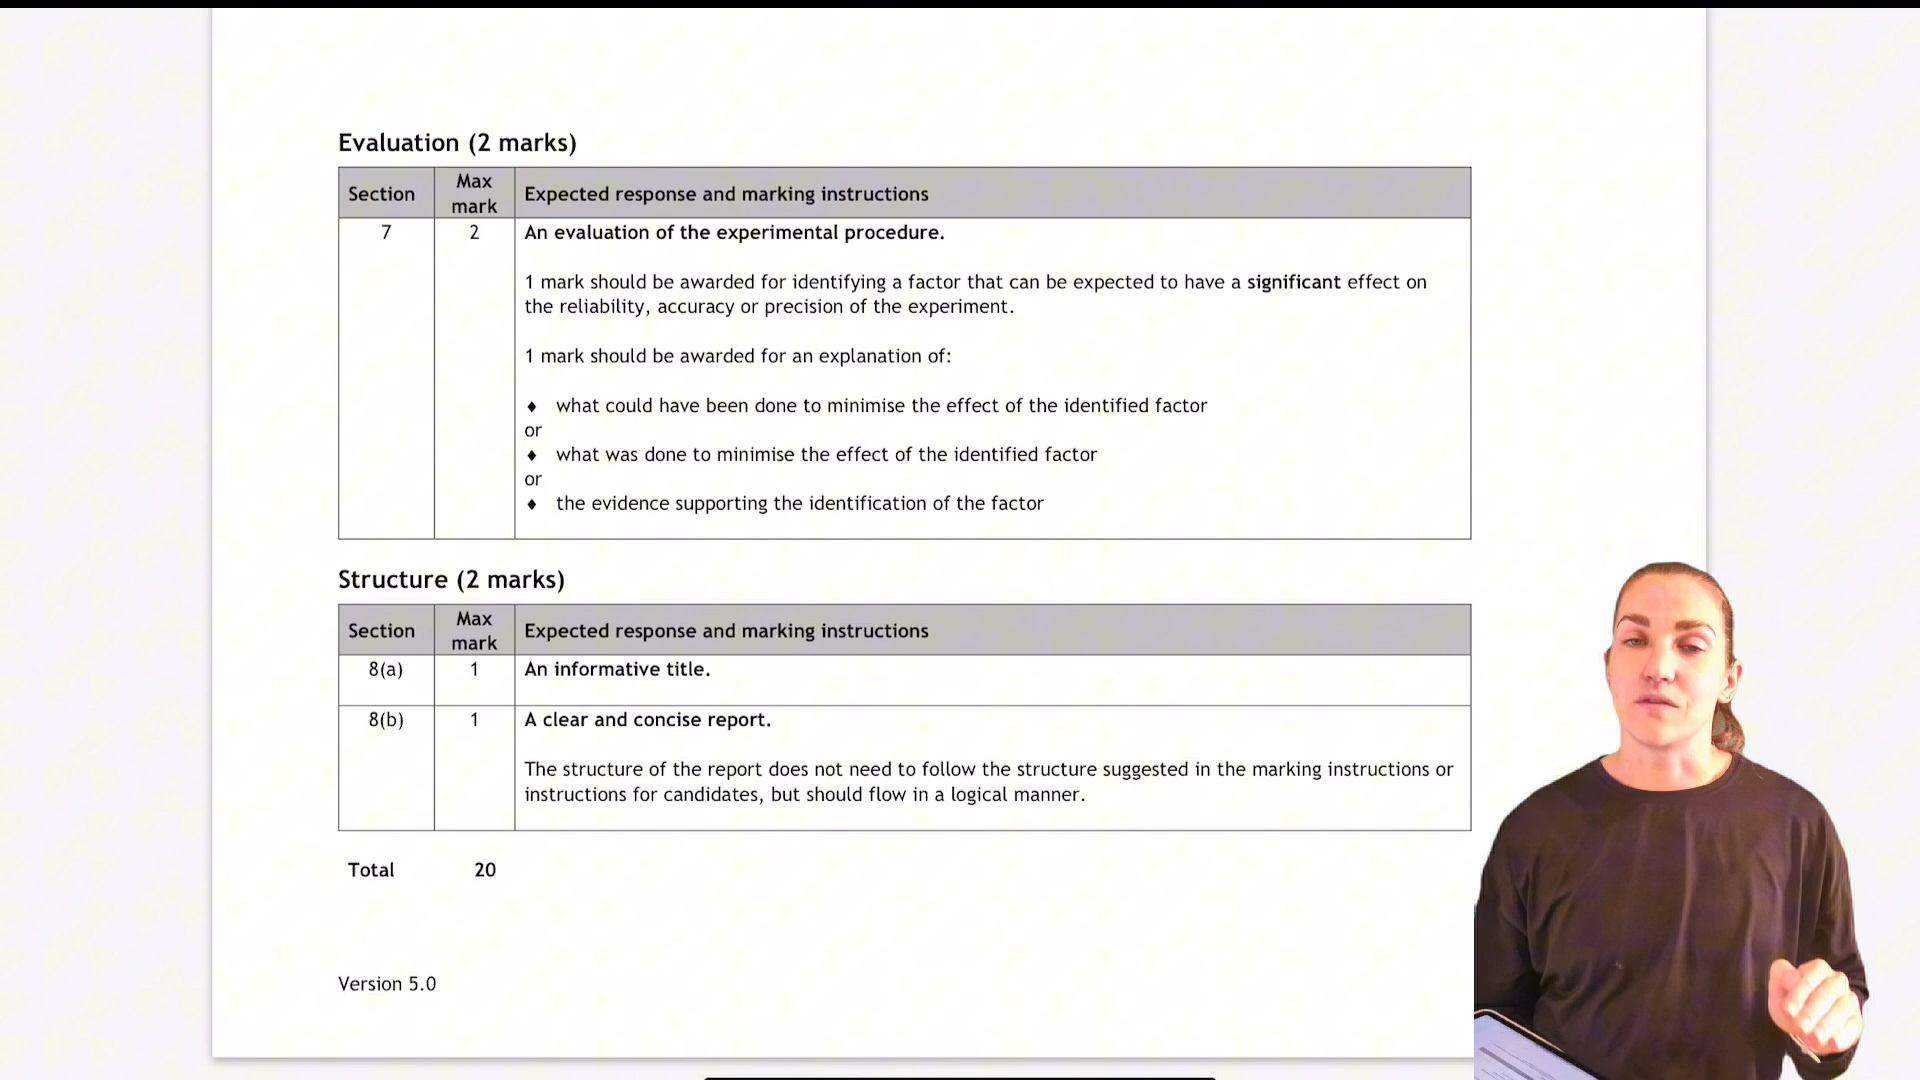 Evaluation (2 marks)
Section
Max
mark
Expected response and marking instructions
7
2
An evaluation of the experimental procedure.
1 mark should be awarded for identifying a factor that can be expected to have a significant effect on
the reliability, accuracy or precision of the experiment.
1 mark should be awarded for an explanation of:
♦ what could have been done to minimise the effect of the identified factor
or
♦ what was done to minimise the effect of the identified factor
or
♦ the evidence supporting the identification of the factor
Structure (2 marks)
Section
Max
mark
Expected response and marking instructions
8(a)
1
An informative title.
8(b)
1
A clear and concise report.
The structure of the report does not need to follow the structure suggested in the marking instructions or
instructions for candidates, but should flow in a logical manner.
Total
20
Version 5.0